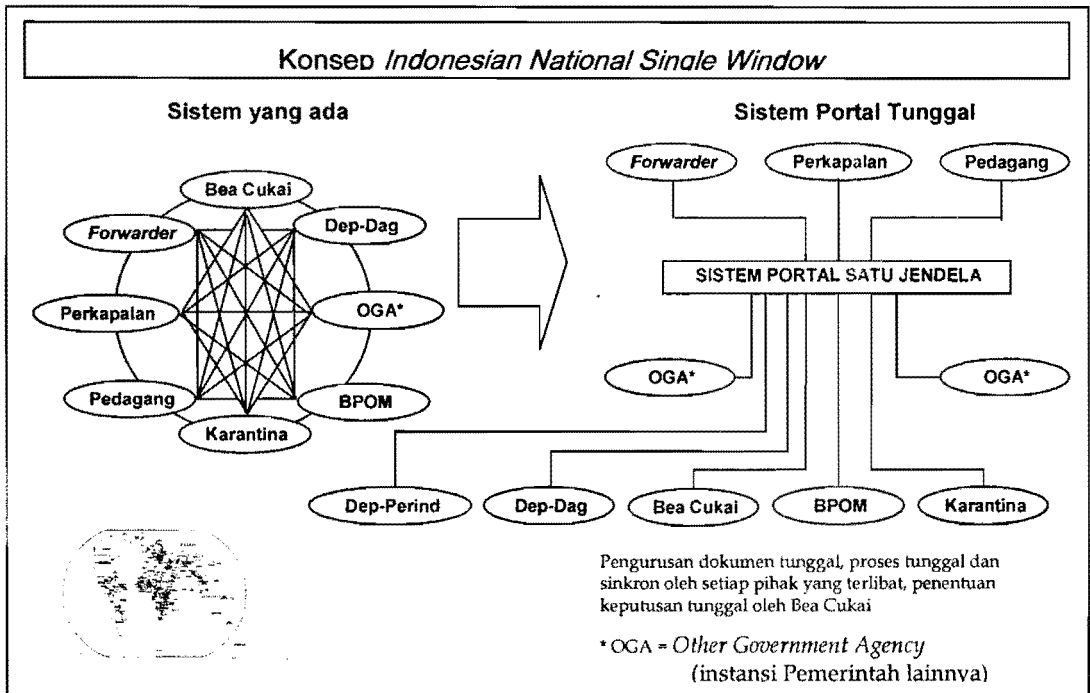 Konsep Indonesian National Single Window
Sistem yang ada
Bea Cukai
Forwarder
Dep-Dag
Perkapalan
OGA*
Pedagang
BPOM
Karantina
Sistem Portal Tunggal
Forwarder
Perkapalan
Pedagang
SISTEM PORTAL SATU JENDELA
OGA*
OGA*
Dep-Perind
Dep-Dag
Bea Cukai
BPOM
Karantina
Pengurusan dokumen tunggal, proses tunggal dan
sinkron oleh setiap pihak yang terlibat, penentuan
keputusan tunggal oleh Bea Cukai
* OGA = Other Government Agency
(instansi Pemerintah lainnya)